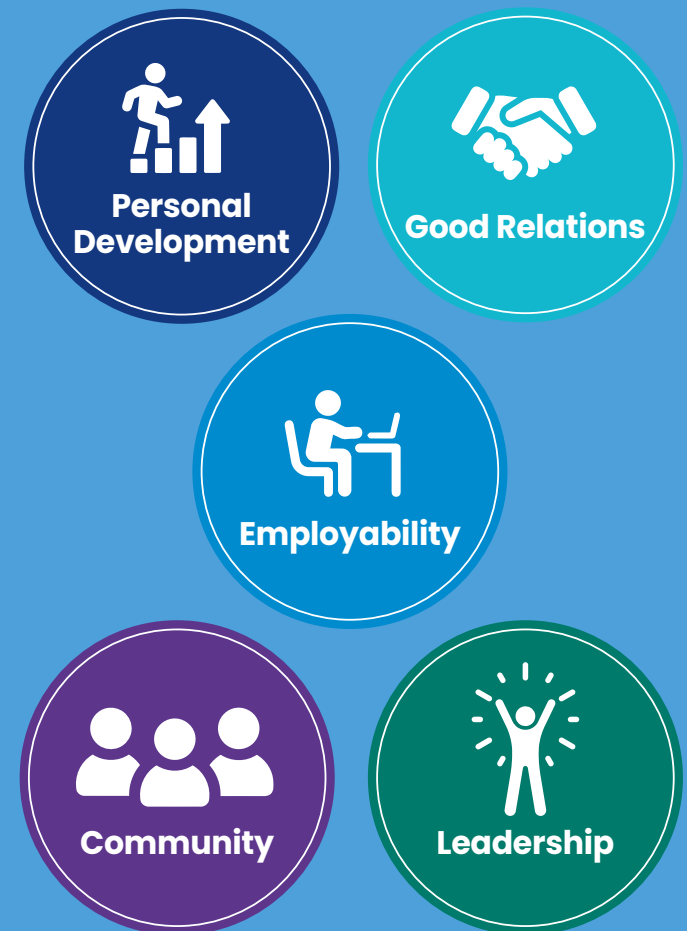 Personal
Development
Good Relations
Employability
Community
Leadership